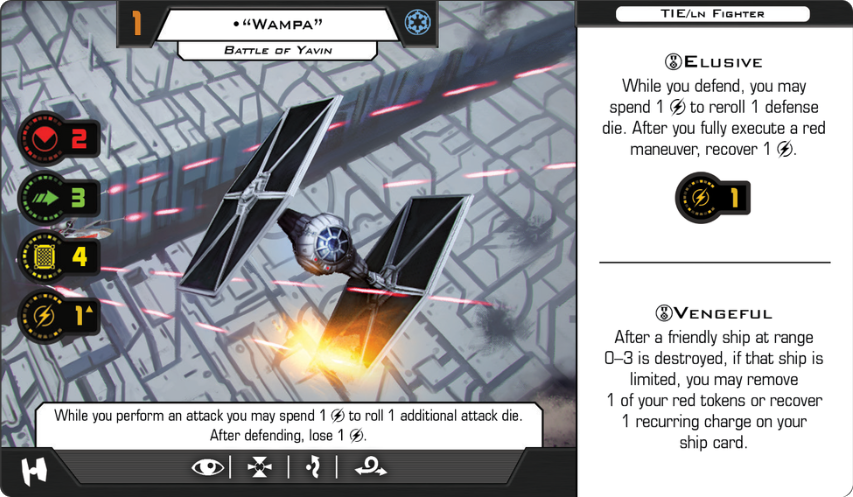 1
•"Wampa"
Battle of Yavin
2
3
4
1
While you perform an attack you may spend 1 to roll 1 additional attack die.
After defending, lose 1 .
TIE/ln Fighter
Elusive
While you defend, you may
spend 1 to reroll 1 defense
die. After you fully execute a red
maneuver, recover 1 .
1
Vengeful
After a friendly ship at range
0–3 is destroyed, if that ship is
limited, you may remove
1 of your red tokens or recover
1 recurring charge on your
ship card.